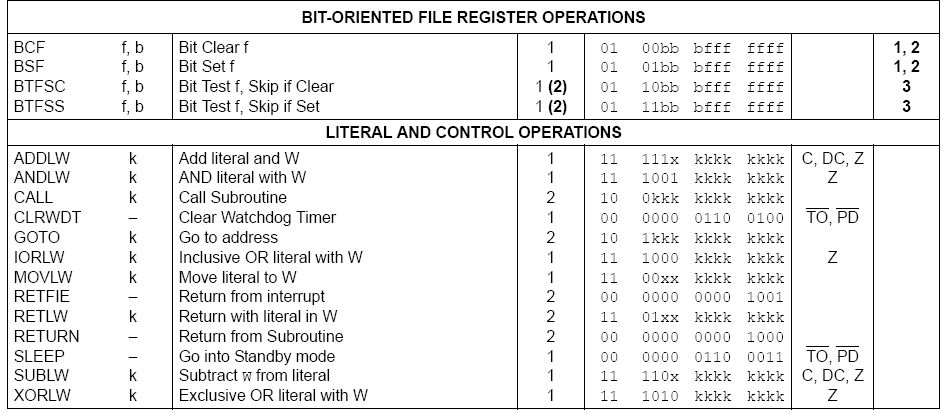 BIT-ORIENTED FILE REGISTER OPERATIONS
BCF f, b Bit Clear f 1 01 00bb bfff ffff 1, 2
BSF f, b Bit Set f 1 01 01bb bfff ffff 1, 2
BTFSC f, b Bit Test f, Skip if Clear 1 (2) 01 10bb bfff ffff 3
BTFSS f, b Bit Test f, Skip if Set 1 (2) 01 11bb bfff ffff 3
LITERAL AND CONTROL OPERATIONS
ADDLW k Add literal and W 1 11 111x kkkk kkkk C, DC, Z
ANDLW k AND literal with W 1 11 1001 kkkk kkkk Z
CALL k Call Subroutine 2 10 0kkk kkkk kkkk
CLRWDT – Clear Watchdog Timer 1 00 0000 0110 0100 T̅O̅, P̅D̅
GOTO k Go to address 2 10 1kkk kkkk kkkk
IORLW k Inclusive OR literal with W 1 11 1000 kkkk kkkk Z
MOVLW k Move literal to W 1 11 00xx kkkk kkkk
RETFIE – Return from interrupt 2 00 0000 0000 1001
RETLW k Return with literal in W 2 11 01xx kkkk kkkk
RETURN – Return from Subroutine 2 00 0000 0000 1000
SLEEP – Go into Standby mode 1 00 0000 0110 0011 T̅O̅, P̅D̅
SUBLW k Subtract w from literal 1 11 110x kkkk kkkk C, DC, Z
XORLW k Exclusive OR literal with W 1 11 1010 kkkk kkkk Z